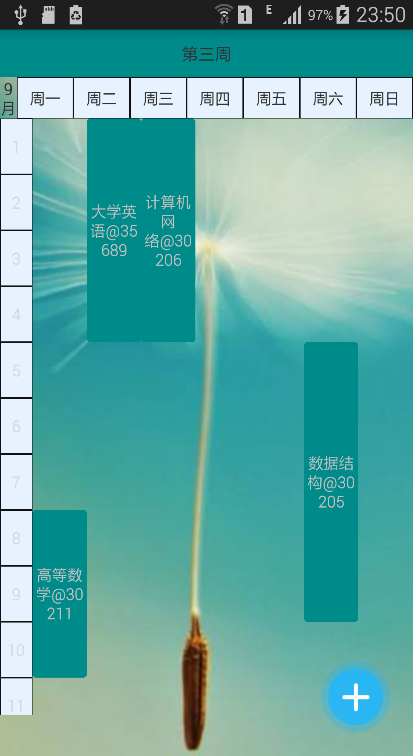 1 E 97% 23:50
第三周
9月 周一 周二 周三 周四 周五 周六 周日
1
2
3
4
5
6
7
8
9
10
11
大学英
语@35
689
计算机
网
络@30
206
数据结
构@30
205
高等数
学@30
211